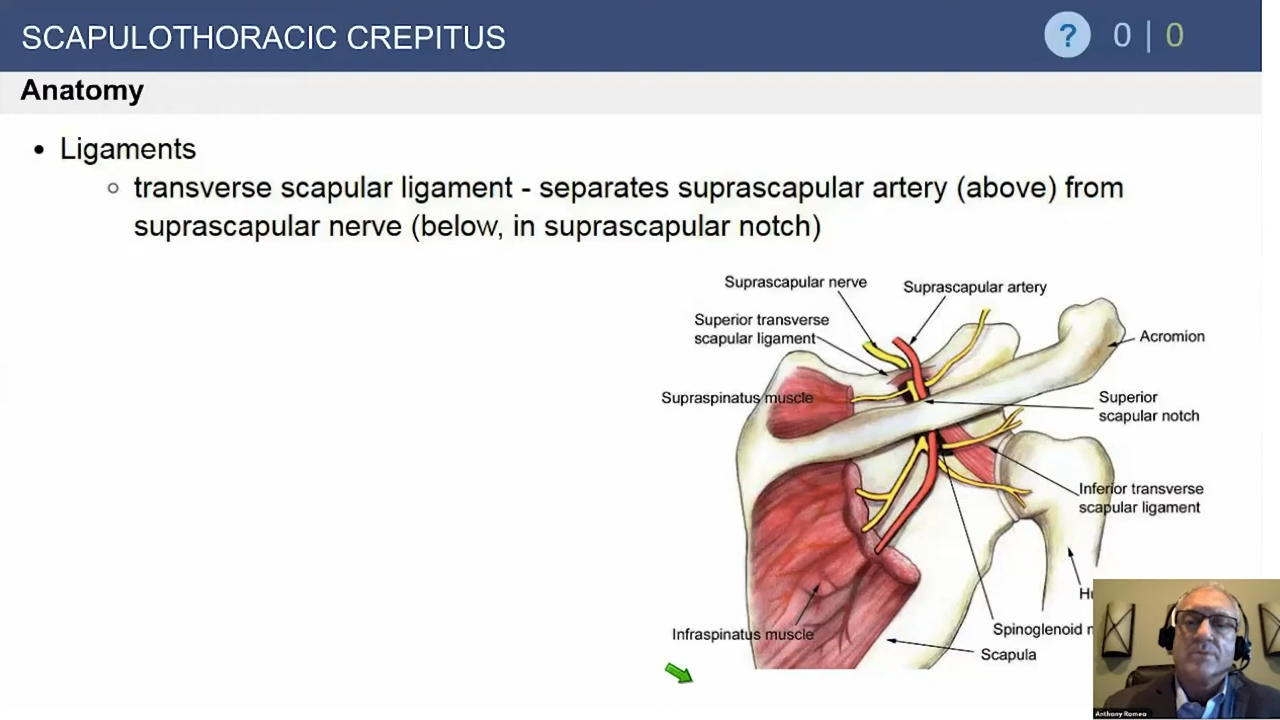 SCAPULOTHORACIC CREPITUS
? 0 | 0
Anatomy
• Ligaments
○ transverse scapular ligament - separates suprascapular artery (above) from
suprascapular nerve (below, in suprascapular notch)
Suprascapular nerve
Suprascapular artery
Superior transverse
scapular ligament
Acromion
Supraspinatus muscle
Superior
scapular notch
Inferior transverse
scapular ligament
Infraspinatus muscle
Spinoglenoid
Scapula
Anthony Romeo